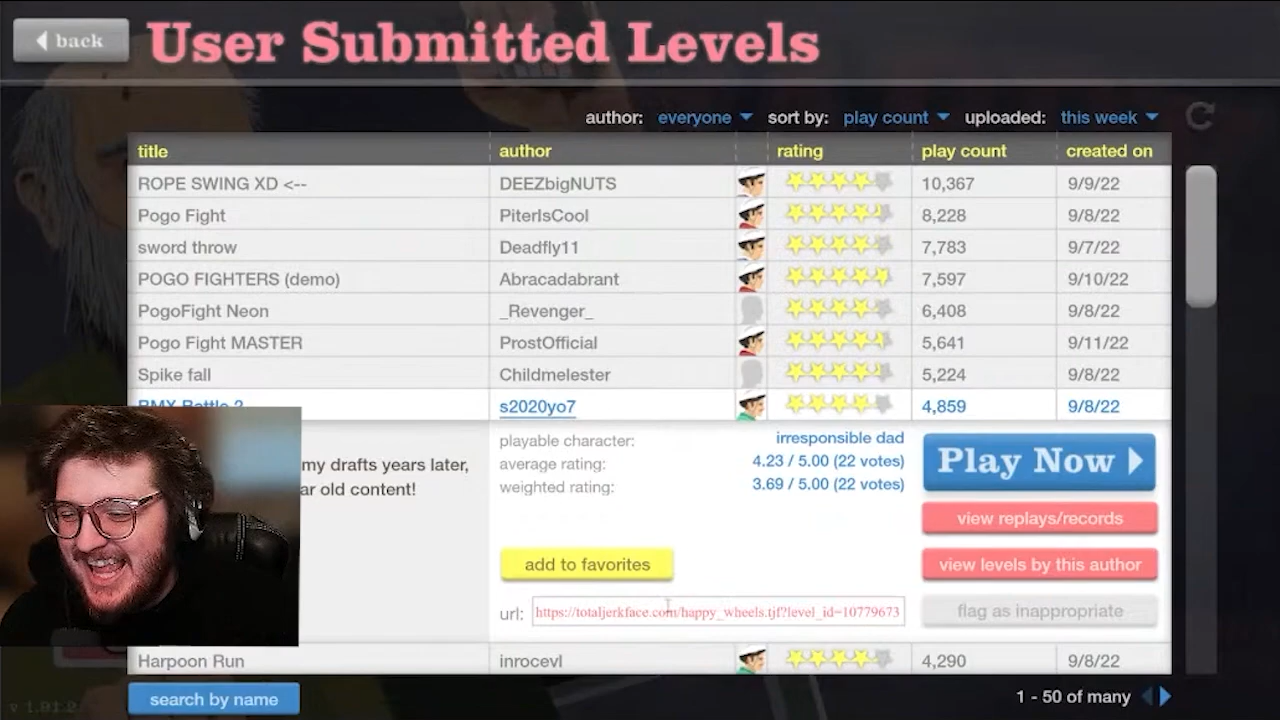 back
User Submitted Levels
author: everyone sort by: play count uploaded: this week
title author rating play count created on
ROPE SWING XD <-- DEEZbigNUTS 10,367 9/9/22
Pogo Fight PiterIsCool 8,228 9/8/22
sword throw Deadfly11 7,783 9/7/22
POGO FIGHTERS (demo) Abracadabrant 7,597 9/10/22
PogoFight Neon _Revenger_ 6,408 9/8/22
Pogo Fight MASTER ProstOfficial 5,641 9/11/22
Spike fall Childmelester 5,224 9/8/22
BMX Battle 2 s2020yo7 4,859 9/8/22
playable character: irresponsible dad
my drafts years later, average rating: 4.23 / 5.00 (22 votes) Play Now
ar old content! weighted rating: 3.69 / 5.00 (22 votes)
view replays/records
add to favorites view levels by this author
url: https://totaljerkface.com/happy_wheels.tjf?level_id=10779673 flag as inappropriate
Harpoon Run inrocevl 4,290 9/8/22
v 1.91.2 search by name 1 - 50 of many